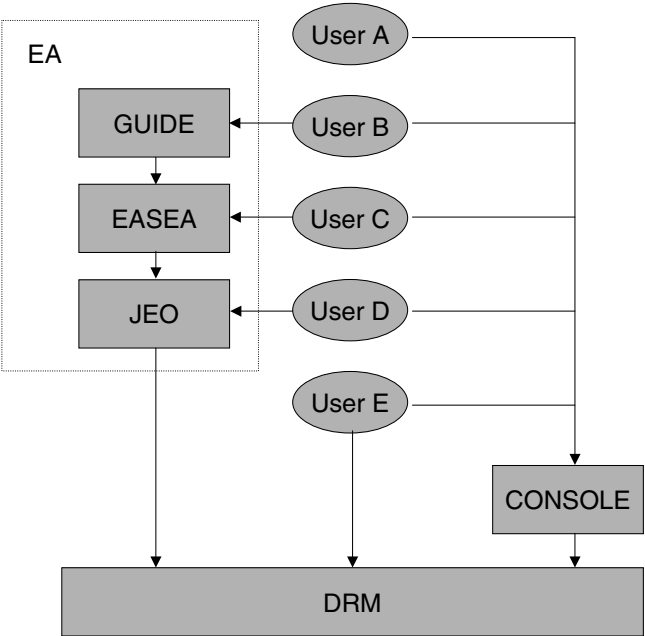 User A
EA
GUIDE
User B
EASEA
User C
JEO
User D
User E
CONSOLE
DRM